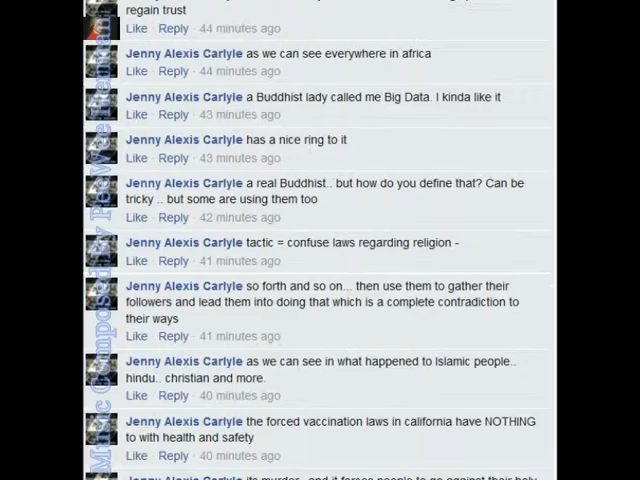 regain trust
Like · Reply · 44 minutes ago
Jenny Alexis Carlyle as we can see everywhere in africa
Like · Reply · 44 minutes ago
Jenny Alexis Carlyle a Buddhist lady called me Big Data. I kinda like it
Like · Reply · 43 minutes ago
Jenny Alexis Carlyle has a nice ring to it
Like · Reply · 43 minutes ago
Jenny Alexis Carlyle a real Buddhist.. but how do you define that? Can be
tricky .. but some are using them too
Like · Reply · 42 minutes ago
Jenny Alexis Carlyle tactic = confuse laws regarding religion -
Like · Reply · 41 minutes ago
Jenny Alexis Carlyle so forth and so on... then use them to gather their
followers and lead them into doing that which is a complete contradiction to
their ways
Like · Reply · 41 minutes ago
Jenny Alexis Carlyle as we can see in what happened to Islamic people..
hindu.. christian and more.
Like · Reply · 40 minutes ago
Jenny Alexis Carlyle the forced vaccination laws in california have NOTHING
to with health and safety
Like · Reply · 40 minutes ago
Jenny Alexis Carlyle its murder.. and it forces people to go against their holy
Music Composed by PeeWee